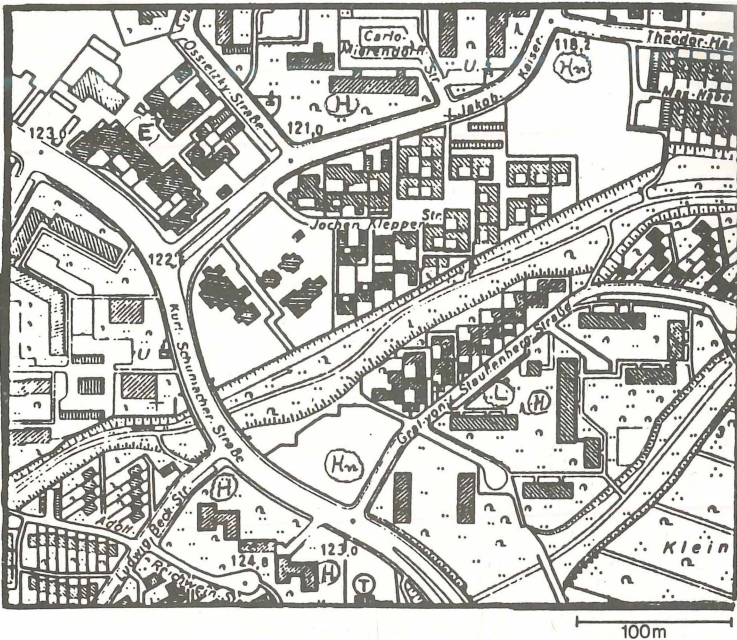 Carlo-
Mierendorff-
Str.
Ossietzky-Straße
Theodor-
118,2
Hn
Kaiser-
Jakob-
U
H
E
123,0
121,0
Str.
Jochen Klepper
122
Kurt-Schumacher-Straße
U
Graf von Stauffenberg-Straße
L
H
Hn
H
Adolf
Ludwig-Beck-Str.
124,8
123,0
H
T
Klein
100m